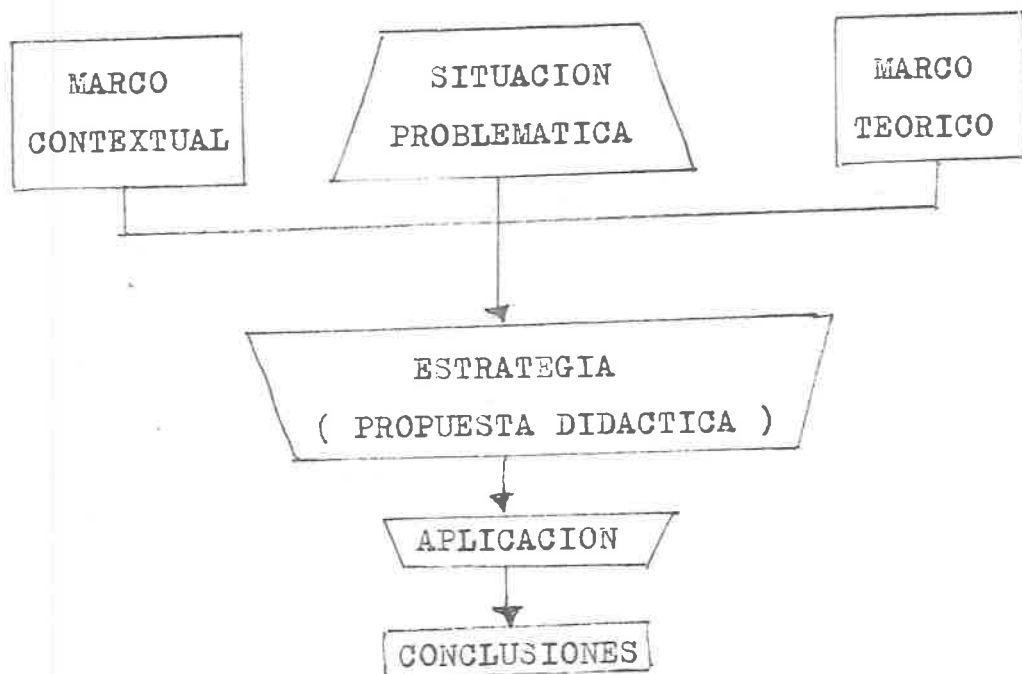 MARCO
CONTEXTUAL
SITUACION
PROBLEMATICA
MARCO
TEORICO
ESTRATEGIA
( PROPUESTA DIDACTICA )
APLICACION
CONCLUSIONES